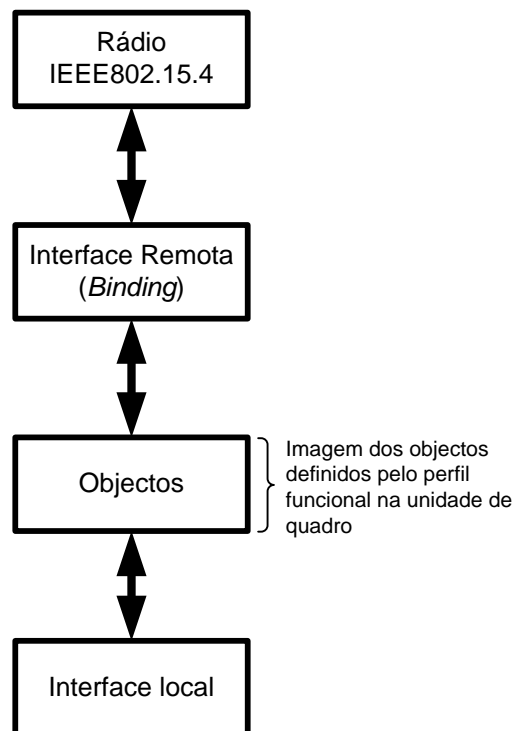 Rádio
IEEE802.15.4
Interface Remota
(Binding)
Objectos
Imagem dos objectos
definidos pelo perfil
funcional na unidade de
quadro
Interface local